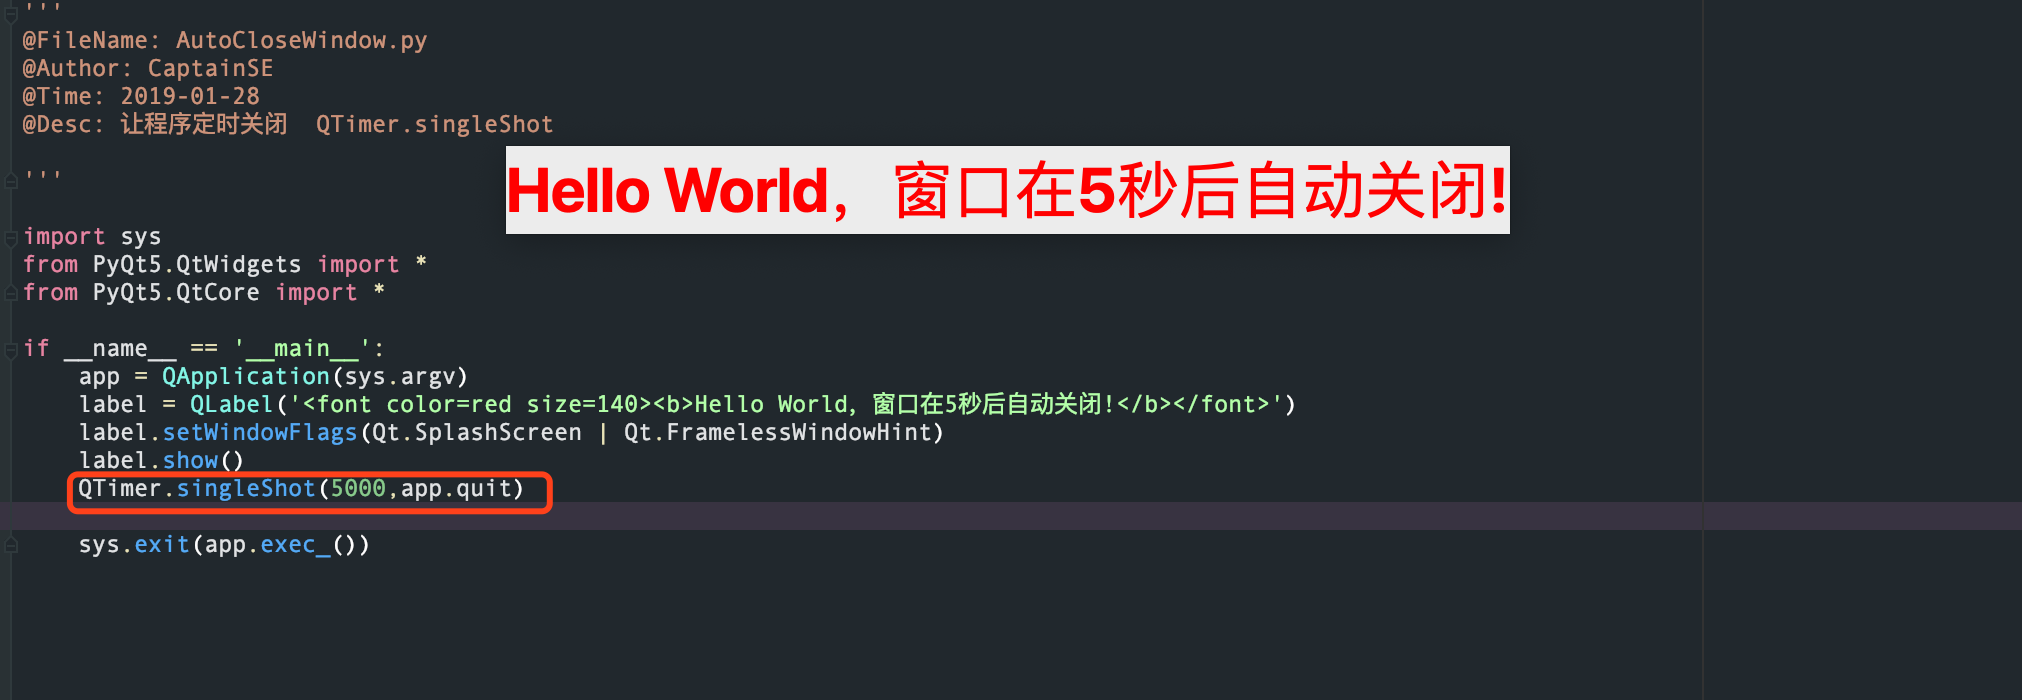 '''
@FileName: AutoCloseWindow.py
@Author: CaptainSE
@Time: 2019-01-28
@Desc: 让程序定时关闭  QTimer.singleShot
'''
Hello World，窗口在5秒后自动关闭!
import sys
from PyQt5.QtWidgets import *
from PyQt5.QtCore import *
if __name__ == '__main__':
    app = QApplication(sys.argv)
    label = QLabel('<font color=red size=140><b>Hello World，窗口在5秒后自动关闭!</b></font>')
    label.setWindowFlags(Qt.SplashScreen | Qt.FramelessWindowHint)
    label.show()
    QTimer.singleShot(5000,app.quit)
    sys.exit(app.exec_())